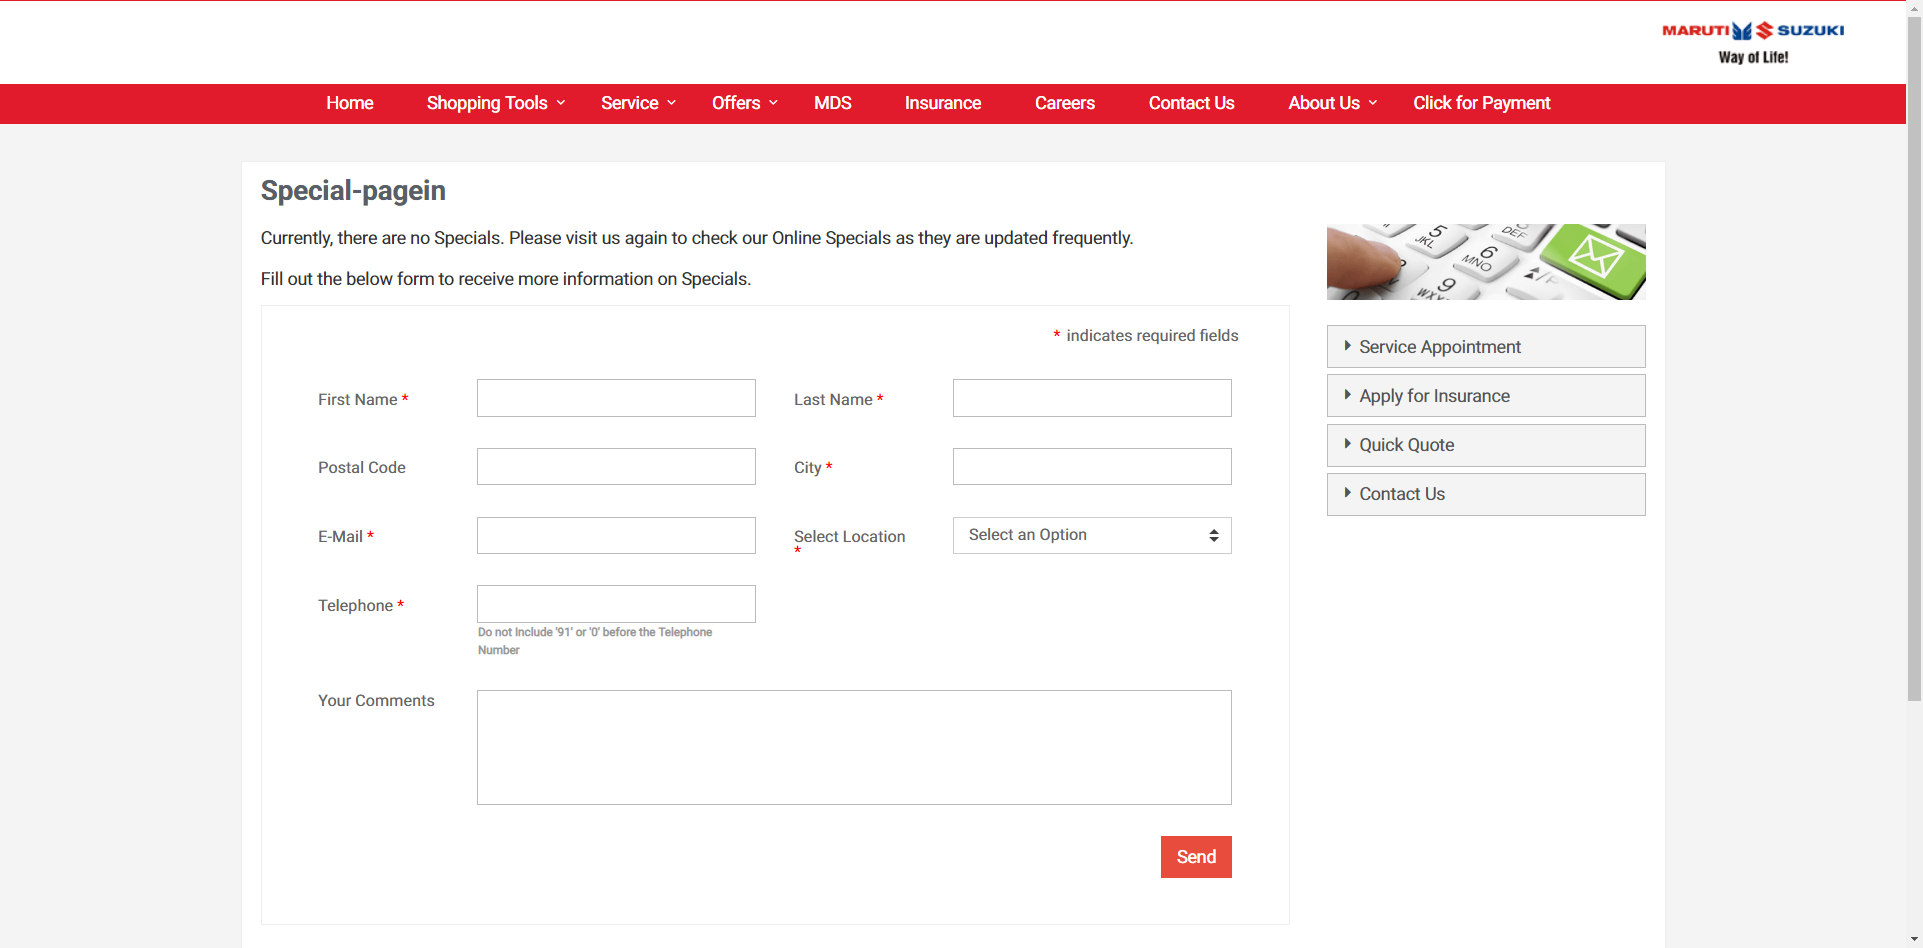 MARUTI SUZUKI
Way of Life!
Home Shopping Tools Service Offers MDS Insurance Careers Contact Us About Us Click for Payment
Special-pagein
Currently, there are no Specials. Please visit us again to check our Online Specials as they are updated frequently.
Fill out the below form to receive more information on Specials.
* indicates required fields
First Name *
Last Name *
Postal Code
City *
E-Mail *
Select Location
*
Select an Option
Telephone *
Do not Include '91' or '0' before the Telephone
Number
Your Comments
Send
5
JKL
DEF
6
MNO
9
WXY
Service Appointment
Apply for Insurance
Quick Quote
Contact Us